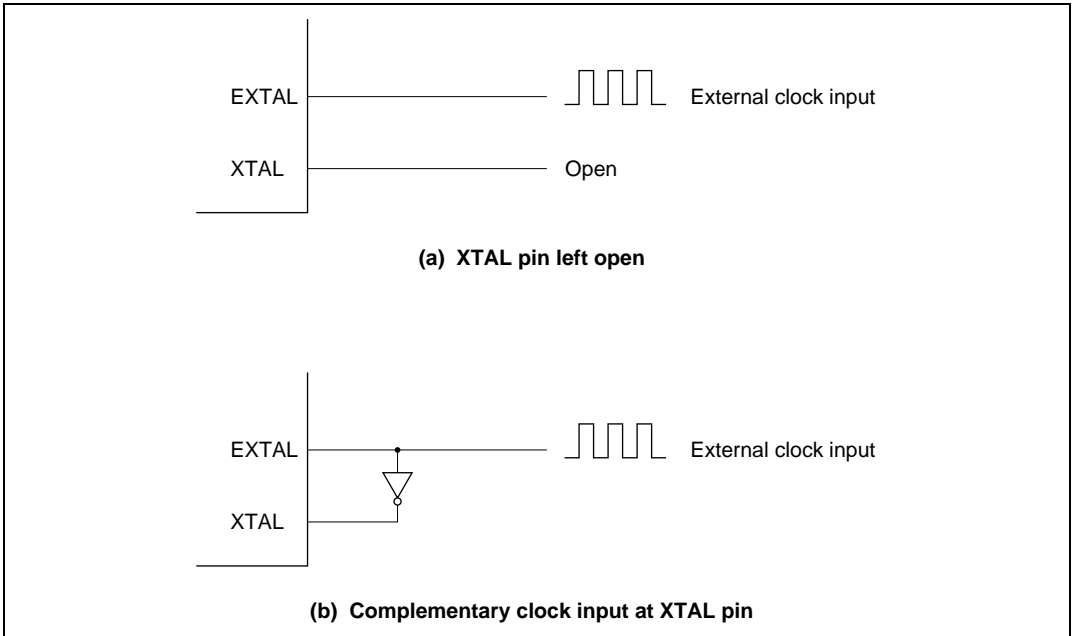 EXTAL External clock input
XTAL Open
(a) XTAL pin left open
EXTAL External clock input
XTAL
(b) Complementary clock input at XTAL pin